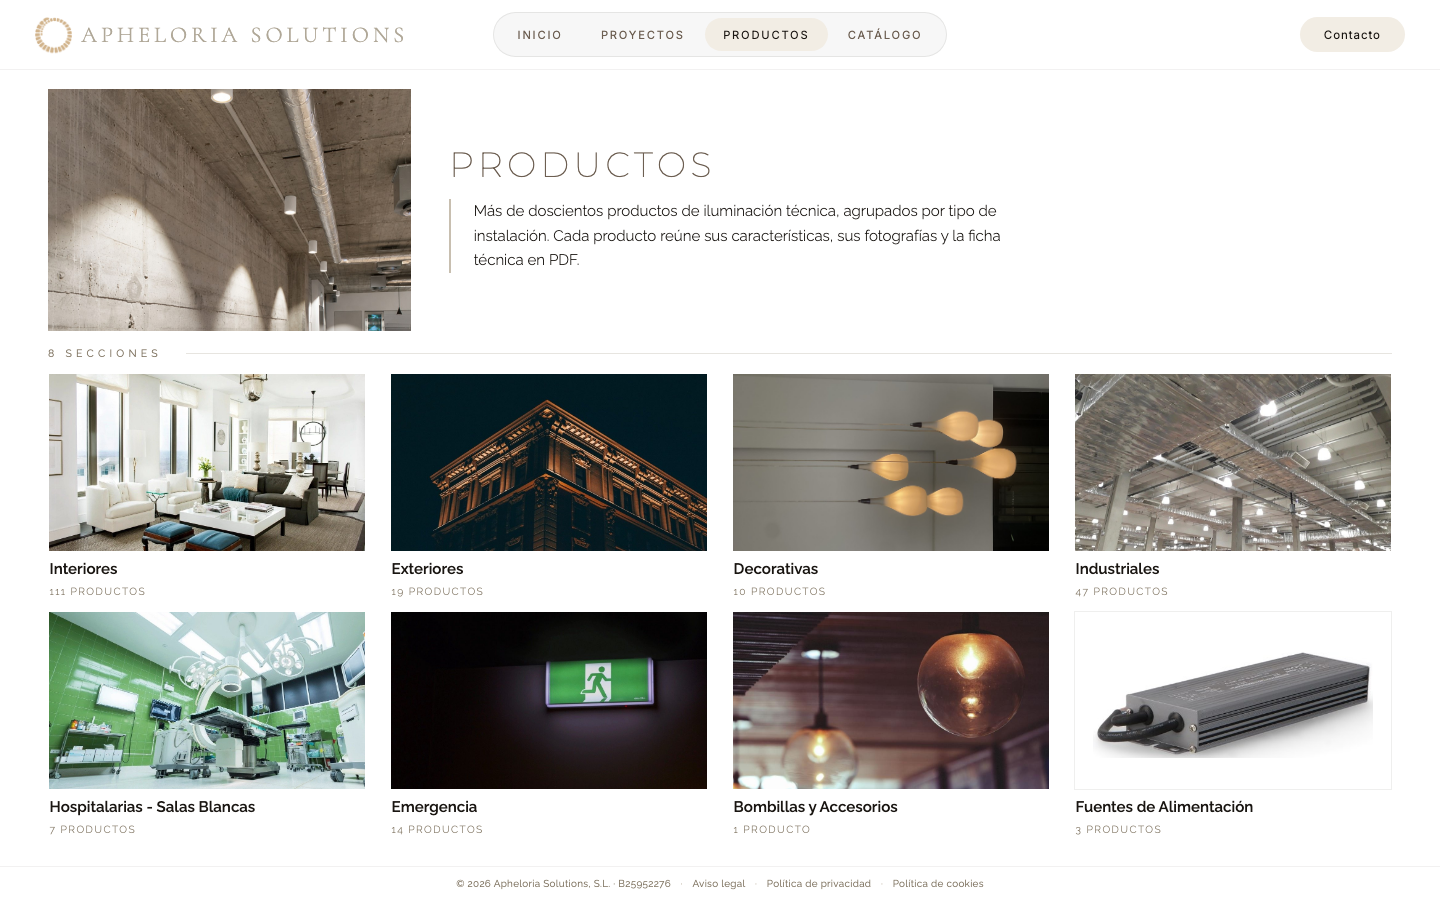 APHELORIA SOLUTIONS
INICIO
PROYECTOS
PRODUCTOS
CATÁLOGO
Contacto
PRODUCTOS
Más de doscientos productos de iluminación técnica, agrupados por tipo de
instalación. Cada producto reúne sus características, sus fotografías y la ficha
técnica en PDF.
8 SECCIONES
Interiores
111 PRODUCTOS
Exteriores
19 PRODUCTOS
Decorativas
10 PRODUCTOS
Industriales
47 PRODUCTOS
Hospitalarias - Salas Blancas
7 PRODUCTOS
Emergencia
14 PRODUCTOS
Bombillas y Accesorios
1 PRODUCTO
Fuentes de Alimentación
3 PRODUCTOS
© 2026 Apheloria Solutions, S.L. · B25952276 · Aviso legal · Política de privacidad · Política de cookies